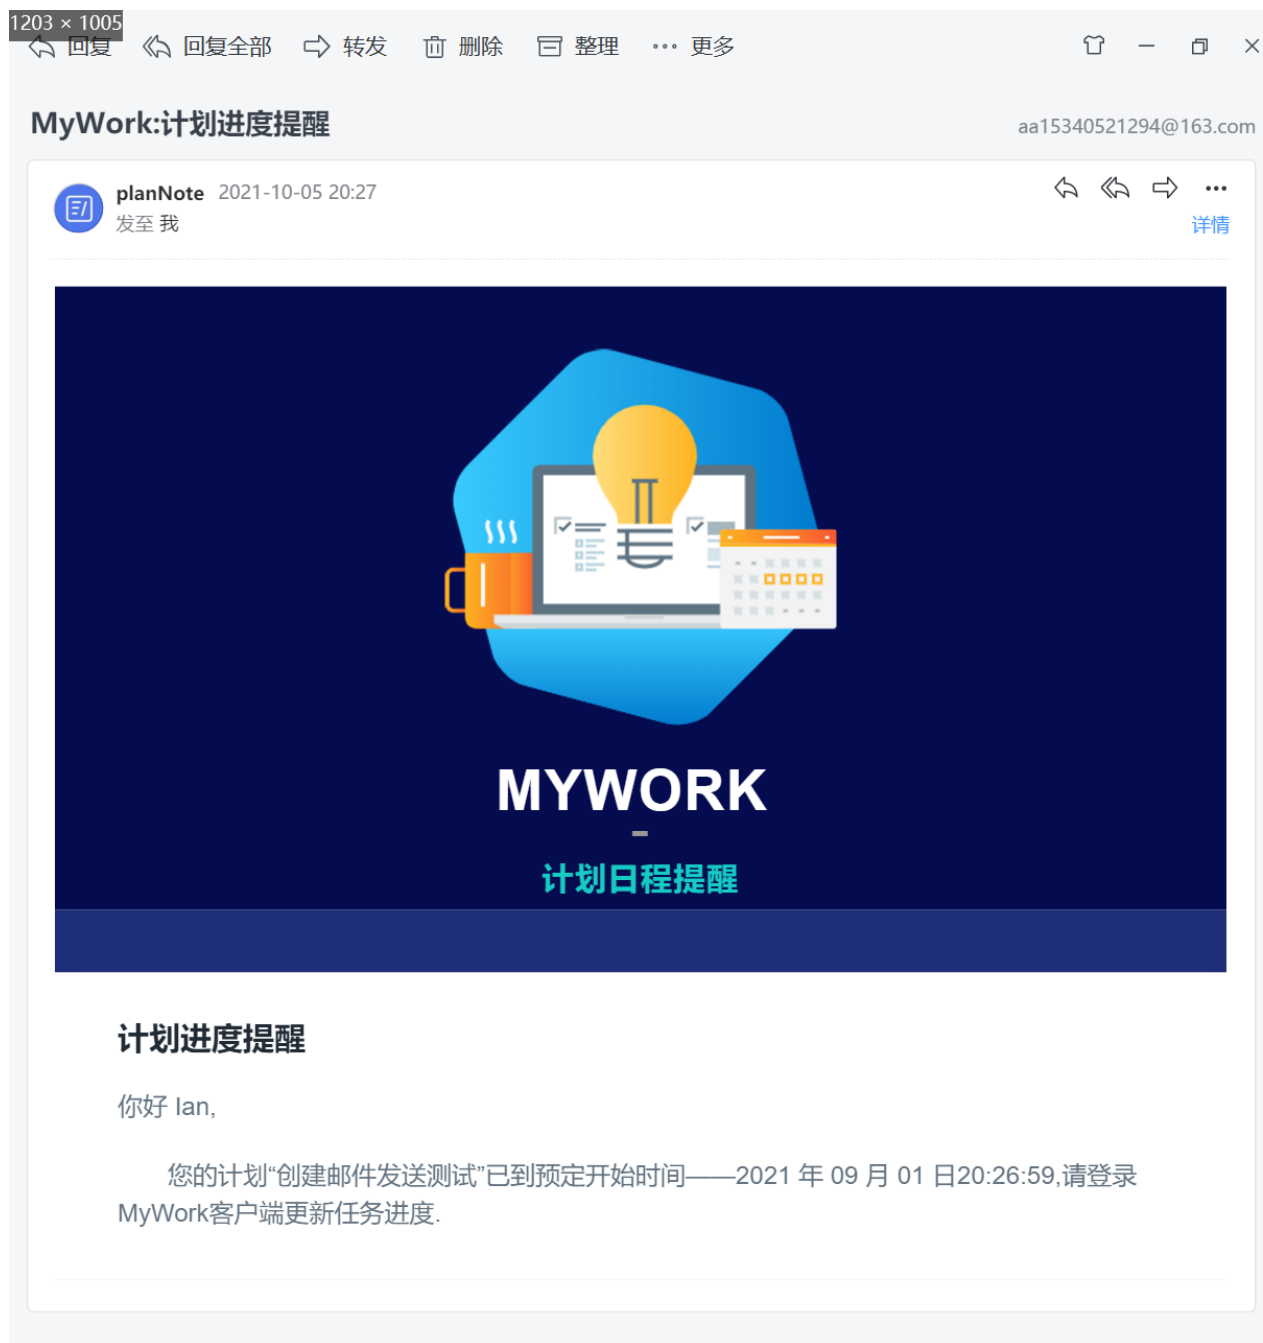 1203 × 1005
回复 回复全部 转发 删除 整理 更多
MyWork:计划进度提醒
aa15340521294@163.com
planNote 2021-10-05 20:27
发至 我
详情
MYWORK
计划日程提醒
计划进度提醒
你好 Ian,
您的计划“创建邮件发送测试”已到预定开始时间——2021 年 09 月 01 日20:26:59,请登录
MyWork客户端更新任务进度.